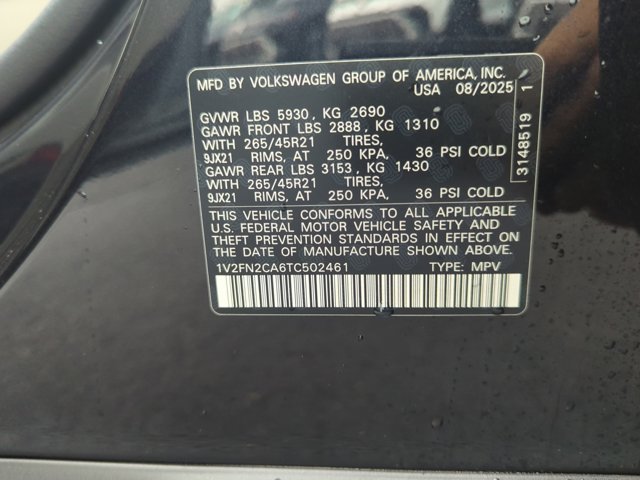 MFD BY VOLKSWAGEN GROUP OF AMERICA, INC.
USA 08/2025
GVWR LBS 5930, KG 2690
GAWR FRONT LBS 2888, KG 1310
WITH 265/45R21 TIRES,
9JX21 RIMS, AT 250 KPA, 36 PSI COLD
GAWR REAR LBS 3153, KG 1430
WITH 265/45R21 TIRES,
9JX21 RIMS, AT 250 KPA, 36 PSI COLD
THIS VEHICLE CONFORMS TO ALL APPLICABLE
U.S. FEDERAL MOTOR VEHICLE SAFETY AND
THEFT PREVENTION STANDARDS IN EFFECT ON
THE DATE OF MANUFACTURE SHOWN ABOVE.
1V2FN2CA6TC502461 TYPE: MPV
3148519 1